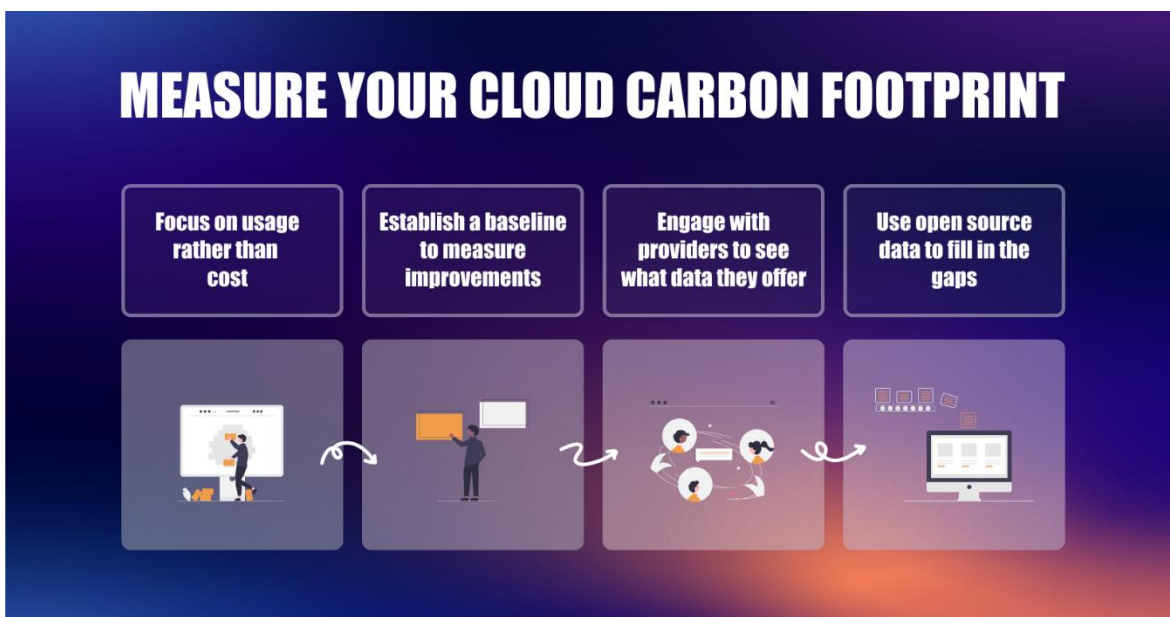 MEASURE YOUR CLOUD CARBON FOOTPRINT
Focus on usage
rather than
cost
Establish a baseline
to measure
improvements
Engage with
providers to see
what data they offer
Use open source
data to fill in the
gaps